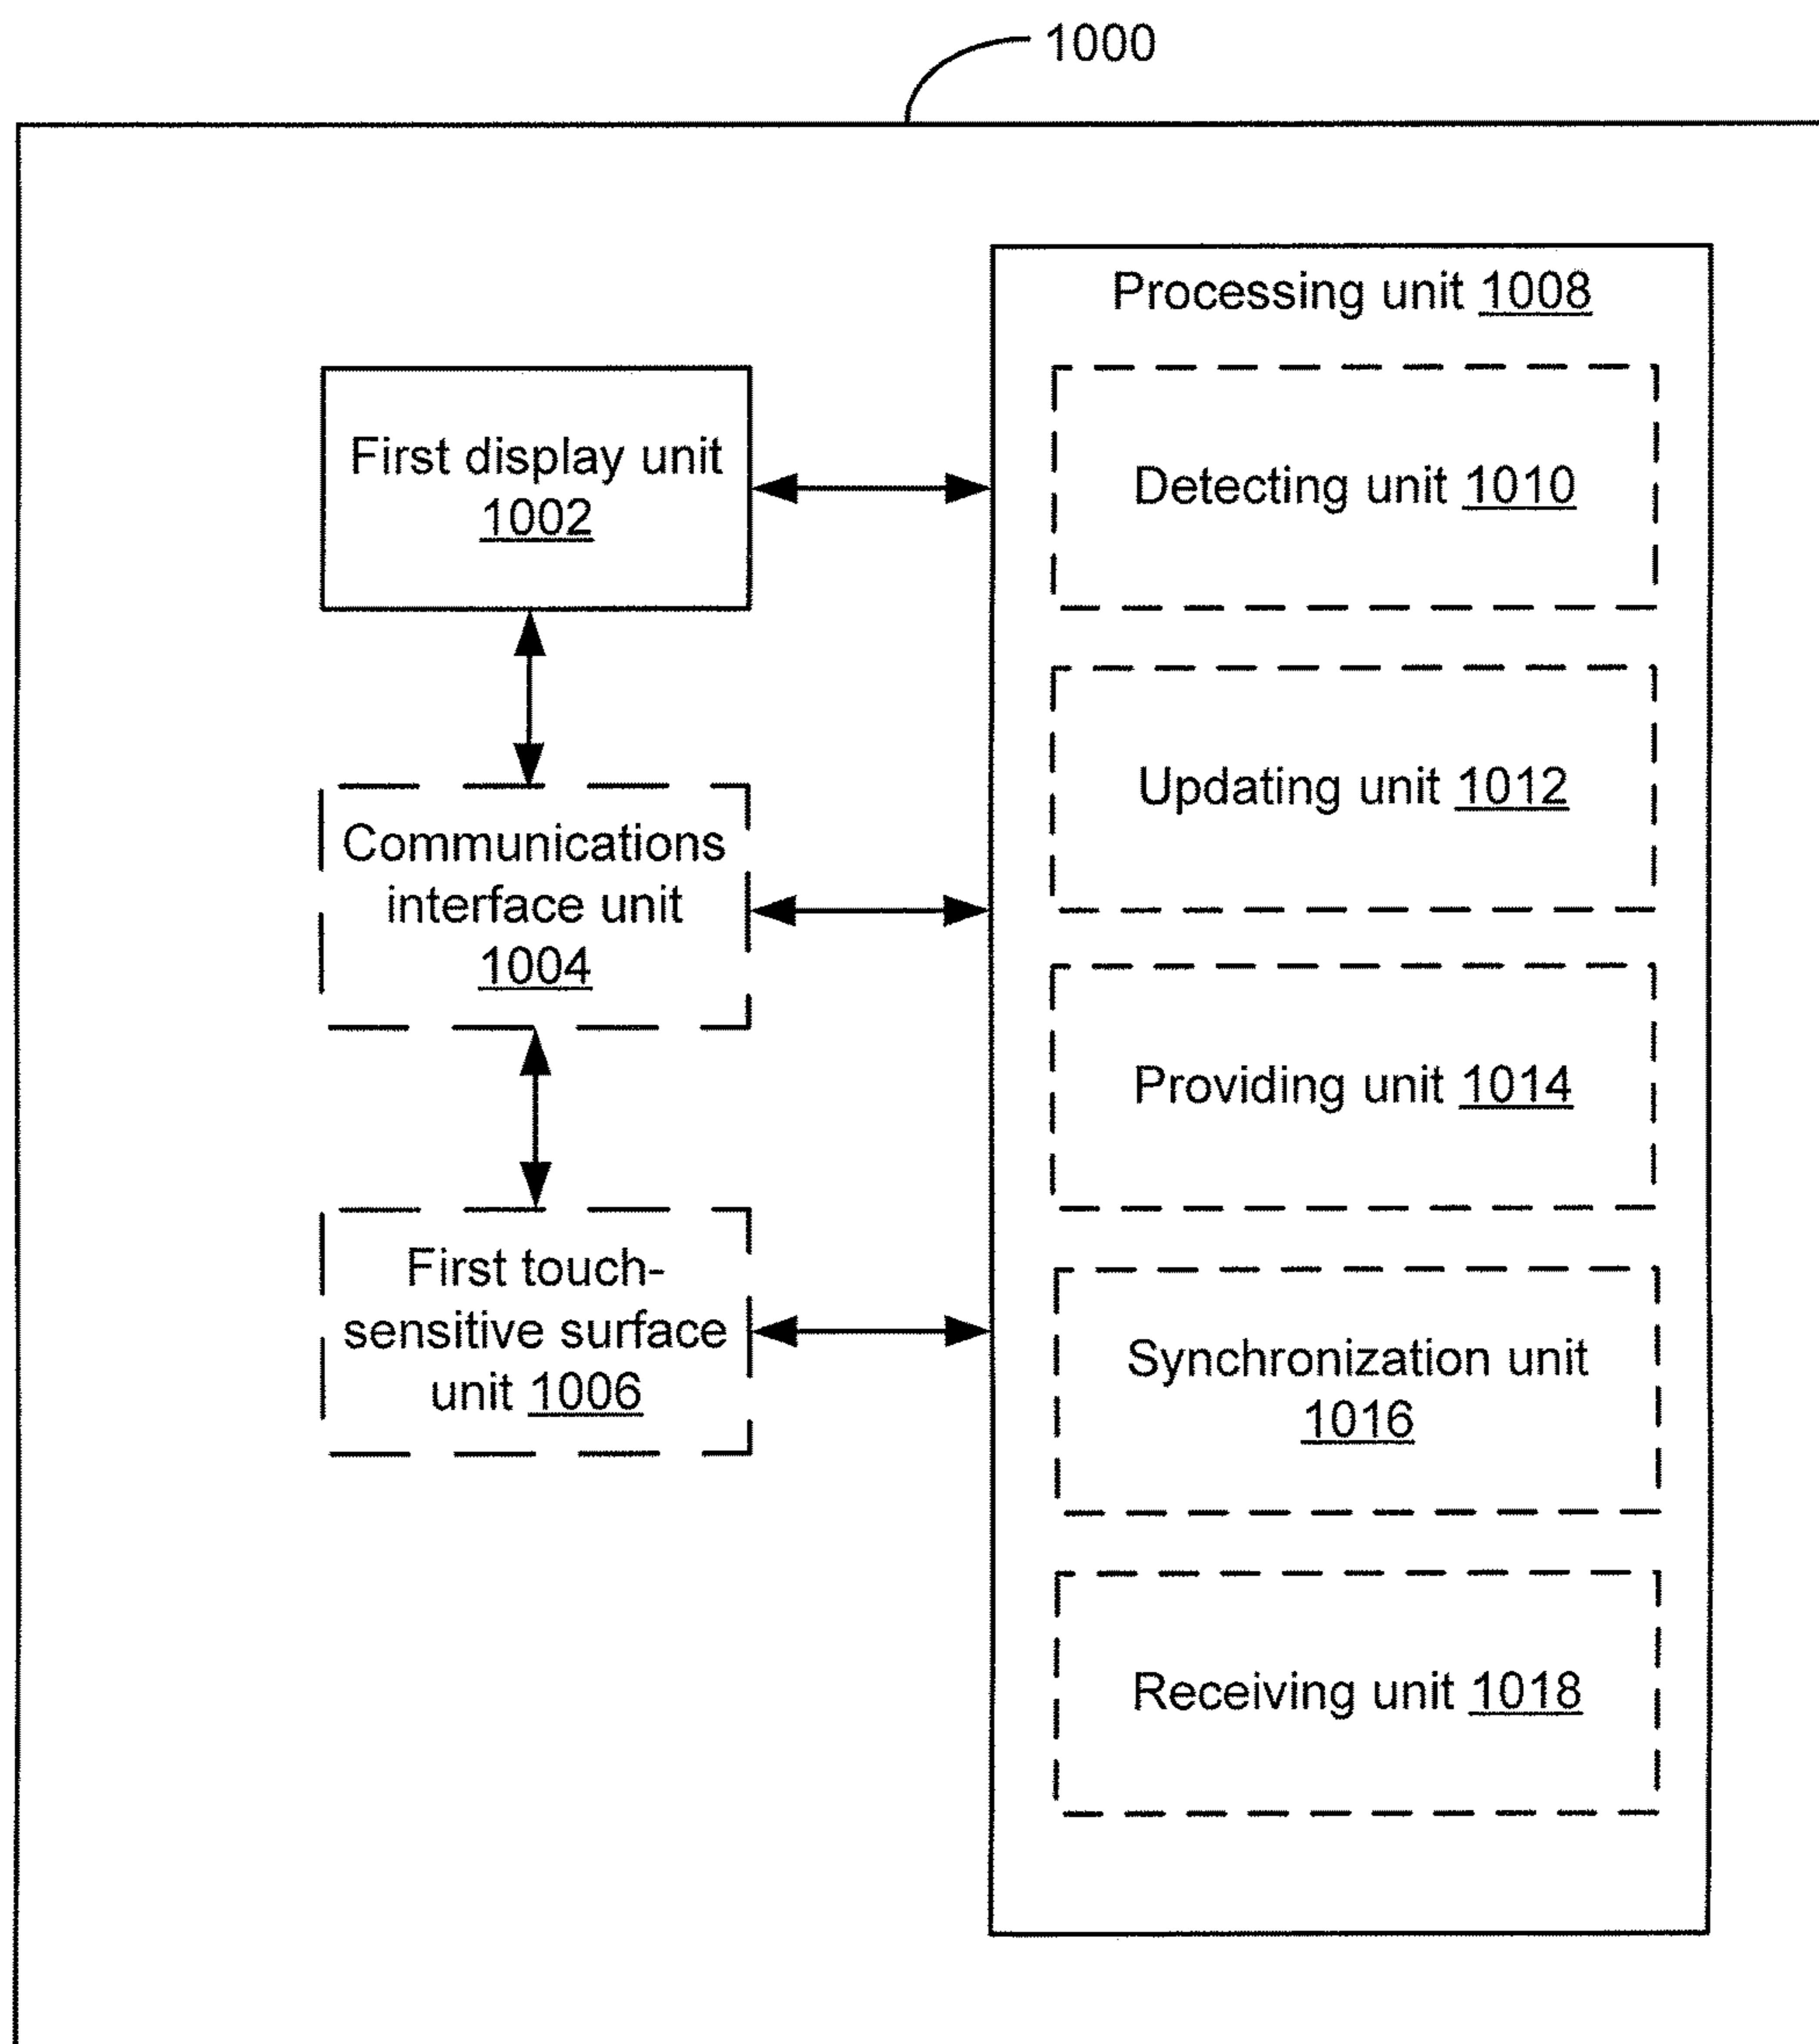 1000
Processing unit 1008
First display unit
1002
Detecting unit 1010
Communications
interface unit
1004
Updating unit 1012
Providing unit 1014
First touch-
sensitive surface
unit 1006
Synchronization unit
1016
Receiving unit 1018